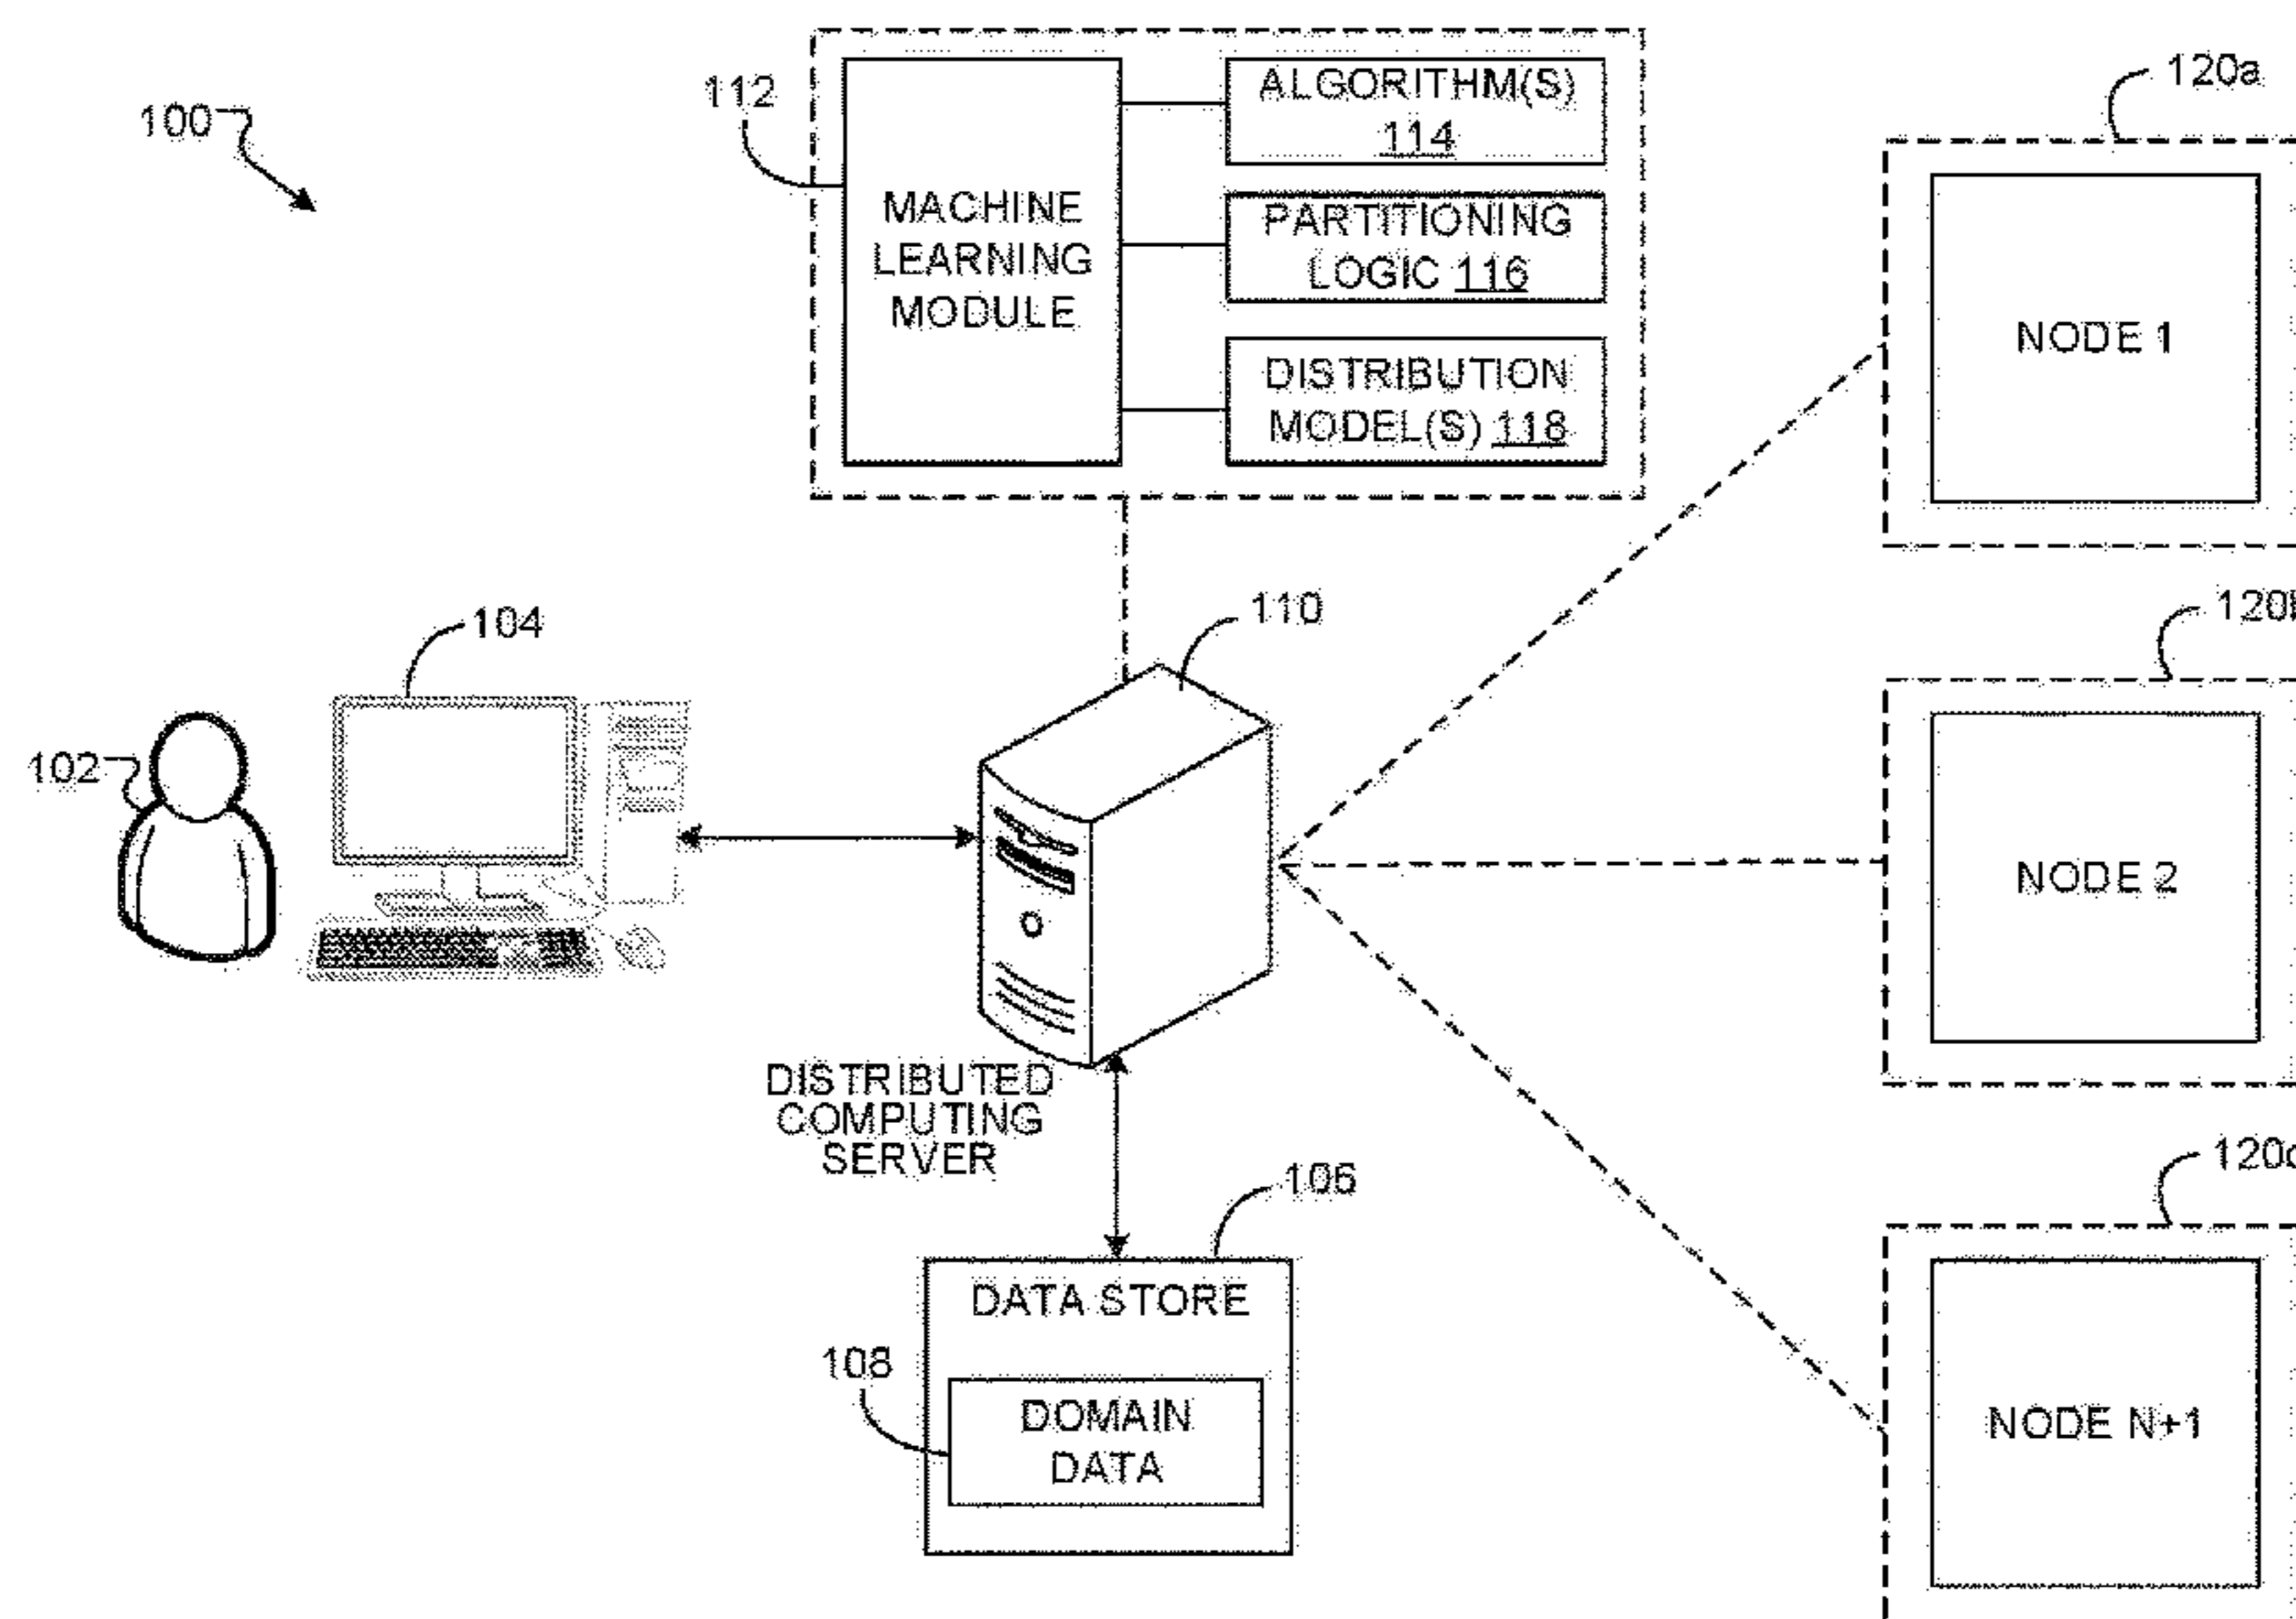 100
112
MACHINE
LEARNING
MODULE
ALGORITHM(S)
114
PARTITIONING
LOGIC 116
DISTRIBUTION
MODEL(S) 118
120a
NODE 1
104
102
110
DISTRIBUTED
COMPUTING
SERVER
NODE 2
106
DATA STORE
108
DOMAIN
DATA
NODE N+1